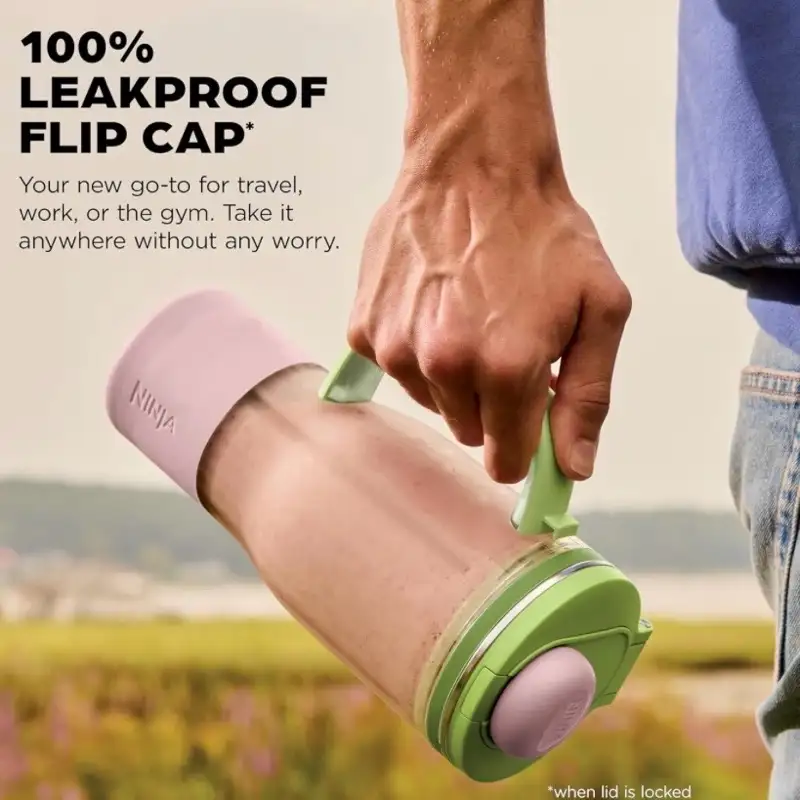 100%
LEAKPROOF
FLIP CAP*
Your new go-to for travel,
work, or the gym. Take it
anywhere without any worry.
NINJA
NINJA
*when lid is locked